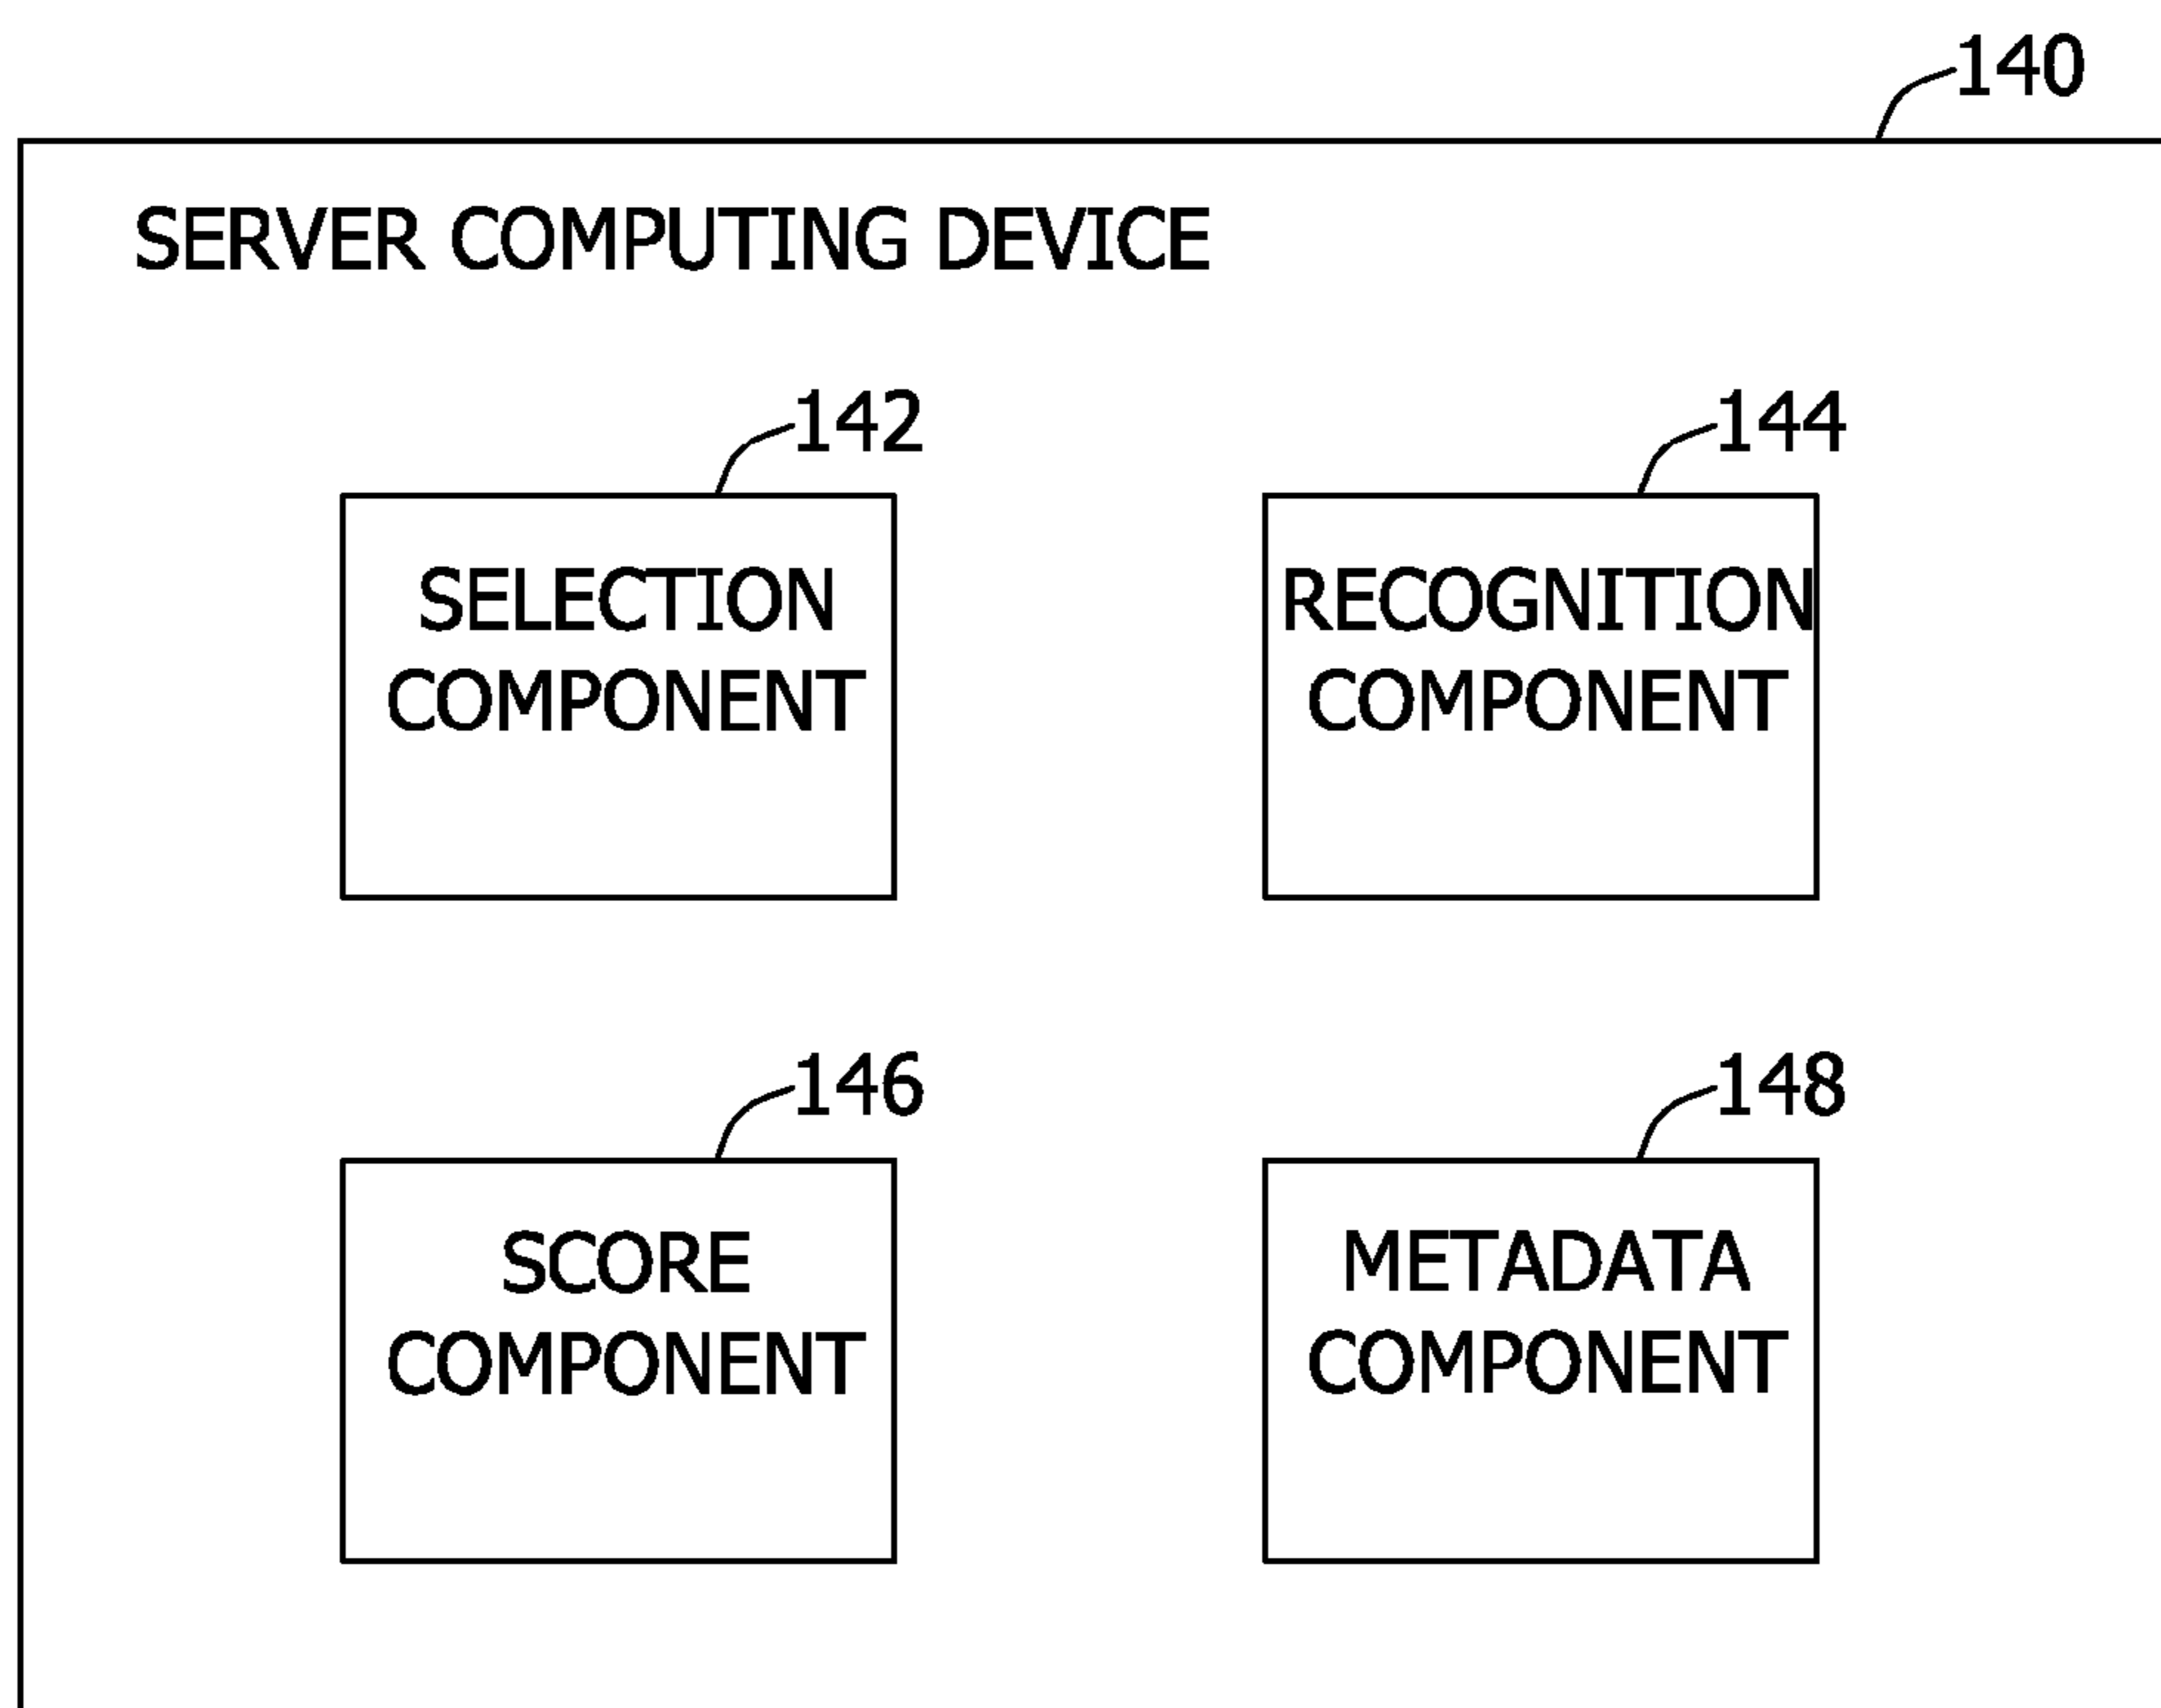 140
SERVER COMPUTING DEVICE
142
144
SELECTION
COMPONENT
RECOGNITION
COMPONENT
146
148
SCORE
COMPONENT
METADATA
COMPONENT